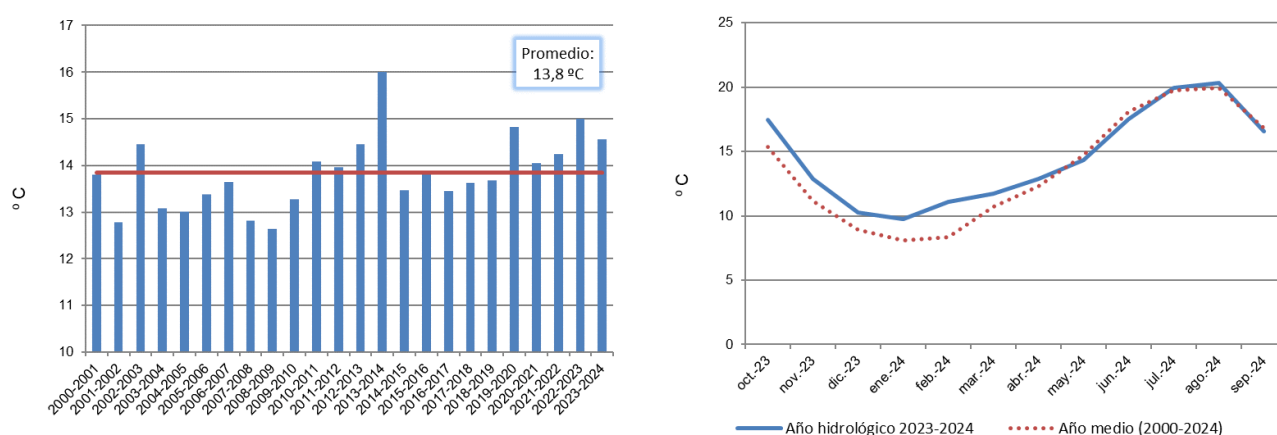 17
16
15
14
13
12
11
10
º C
Promedio:
13,8 ºC
2000-2001
2001-2002
2002-2003
2003-2004
2004-2005
2005-2006
2006-2007
2007-2008
2008-2009
2009-2010
2010-2011
2011-2012
2012-2013
2013-2014
2014-2015
2015-2016
2016-2017
2017-2018
2018-2019
2019-2020
2020-2021
2021-2022
2022-2023
2023-2024
25
20
15
10
5
0
º C
oct.-23
nov.-23
dic.-23
ene.-24
feb.-24
mar.-24
abr.-24
may.-24
jun.-24
jul.-24
ago.-24
sep.-24
Año hidrológico 2023-2024
Año medio (2000-2024)